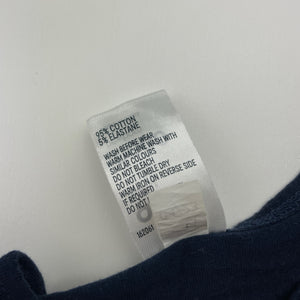 95% COTTON
5% ELASTANE
WASH BEFORE WEAR
WARM MACHINE WASH WITH
SIMILAR COLOURS
DO NOT BLEACH
DO NOT TUMBLE DRY
WARM IRON ON REVERSE SIDE
IF REQUIRED
DO NOT